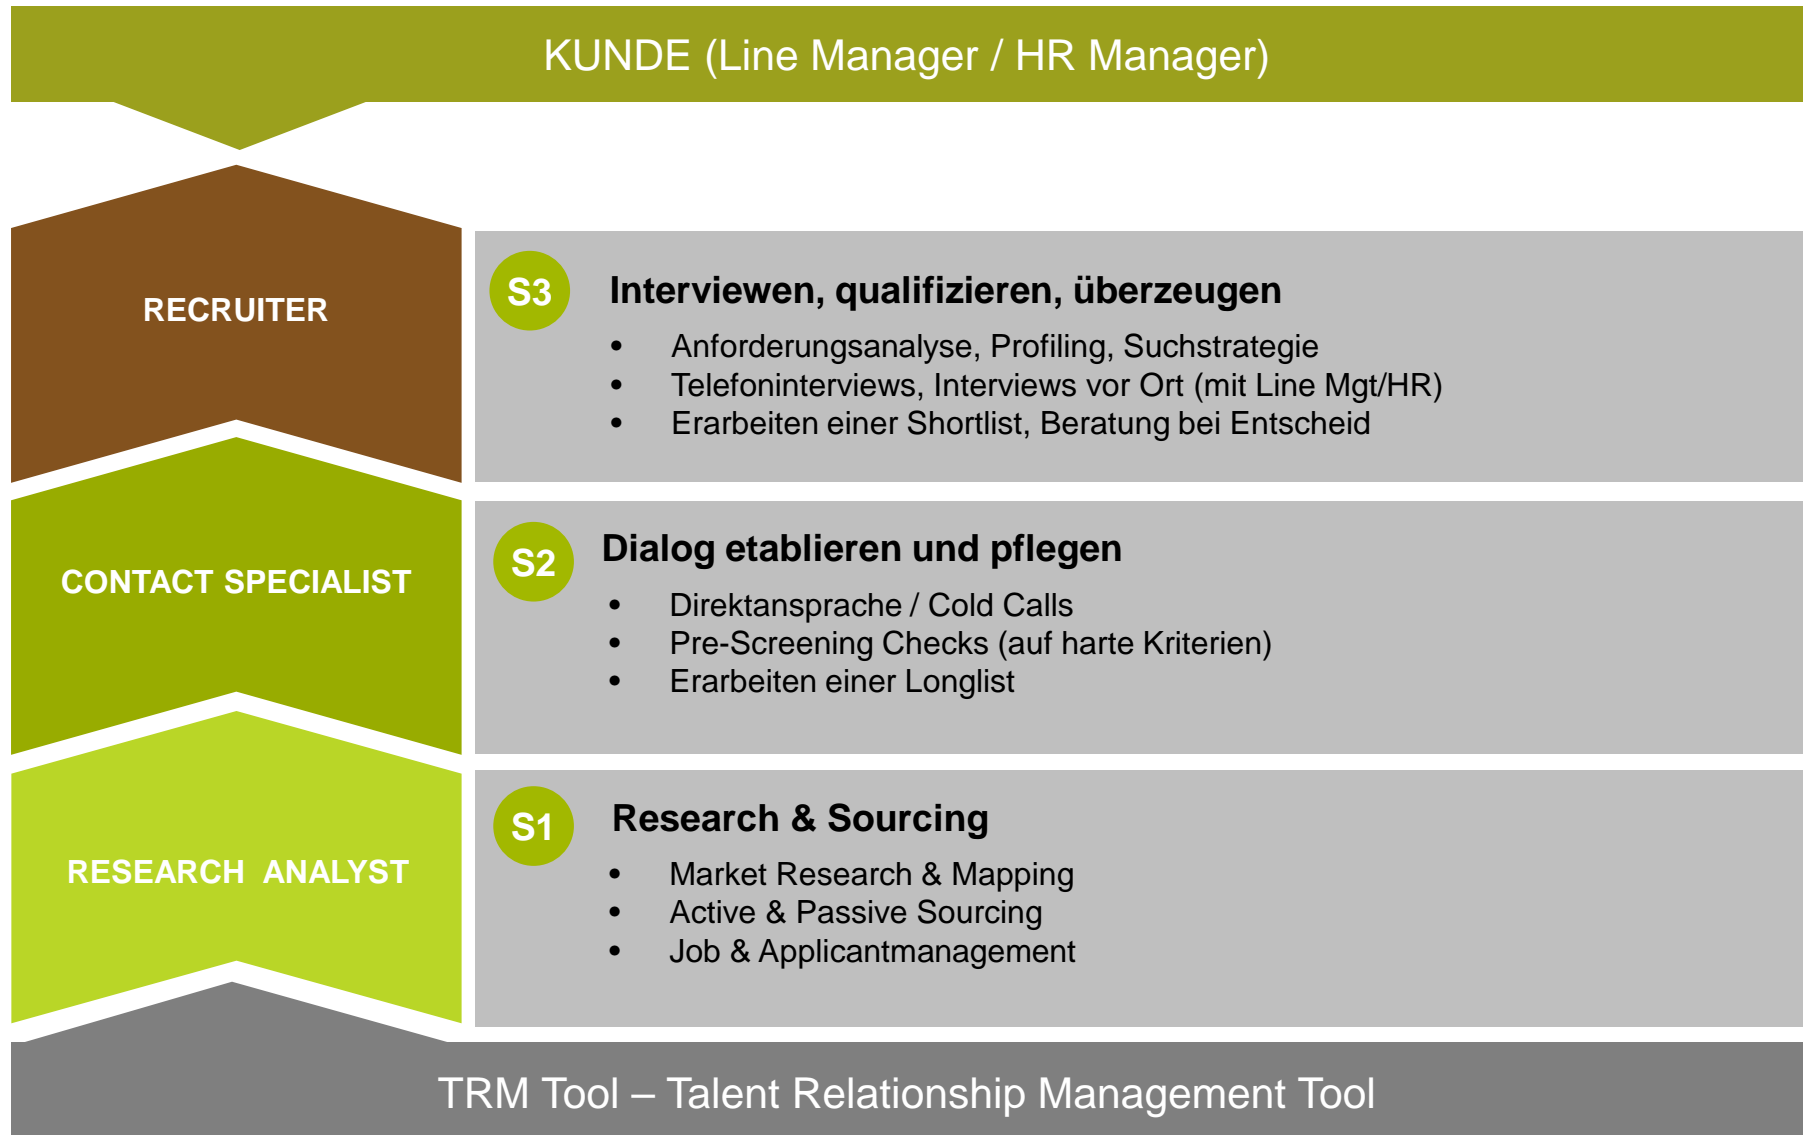 KUNDE (Line Manager / HR Manager)
RECRUITER
S3
Interviewen, qualifizieren, überzeugen
• Anforderungsanalyse, Profiling, Suchstrategie
• Telefoninterviews, Interviews vor Ort (mit Line Mgt/HR)
• Erarbeiten einer Shortlist, Beratung bei Entscheid
CONTACT SPECIALIST
S2
Dialog etablieren und pflegen
• Direktansprache / Cold Calls
• Pre-Screening Checks (auf harte Kriterien)
• Erarbeiten einer Longlist
RESEARCH ANALYST
S1
Research & Sourcing
• Market Research & Mapping
• Active & Passive Sourcing
• Job & Applicantmanagement
TRM Tool – Talent Relationship Management Tool